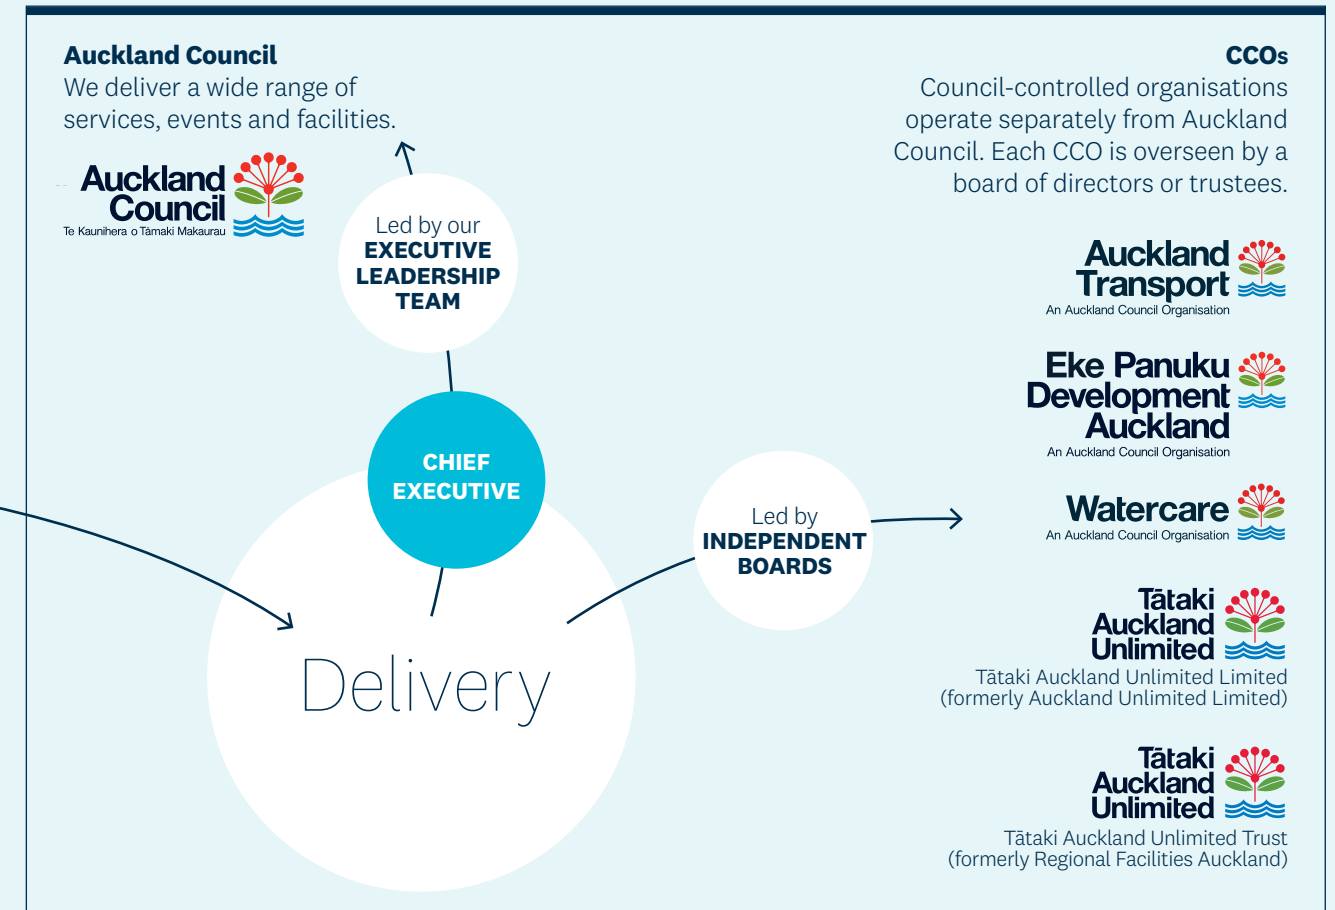 Auckland Council
We deliver a wide range of
services, events and facilities.
Auckland
Council
Te Kaunihera o Tāmaki Makaurau
Led by our
EXECUTIVE
LEADERSHIP
TEAM
CHIEF
EXECUTIVE
Delivery
Led by
INDEPENDENT
BOARDS
CCOs
Council-controlled organisations
operate separately from Auckland
Council. Each CCO is overseen by a
board of directors or trustees.
Auckland
Transport
An Auckland Council Organisation
Eke Panuku
Development
Auckland
An Auckland Council Organisation
Watercare
An Auckland Council Organisation
Tātaki
Auckland
Unlimited
Tātaki Auckland Unlimited Limited
(formerly Auckland Unlimited Limited)
Tātaki
Auckland
Unlimited
Tātaki Auckland Unlimited Trust
(formerly Regional Facilities Auckland)